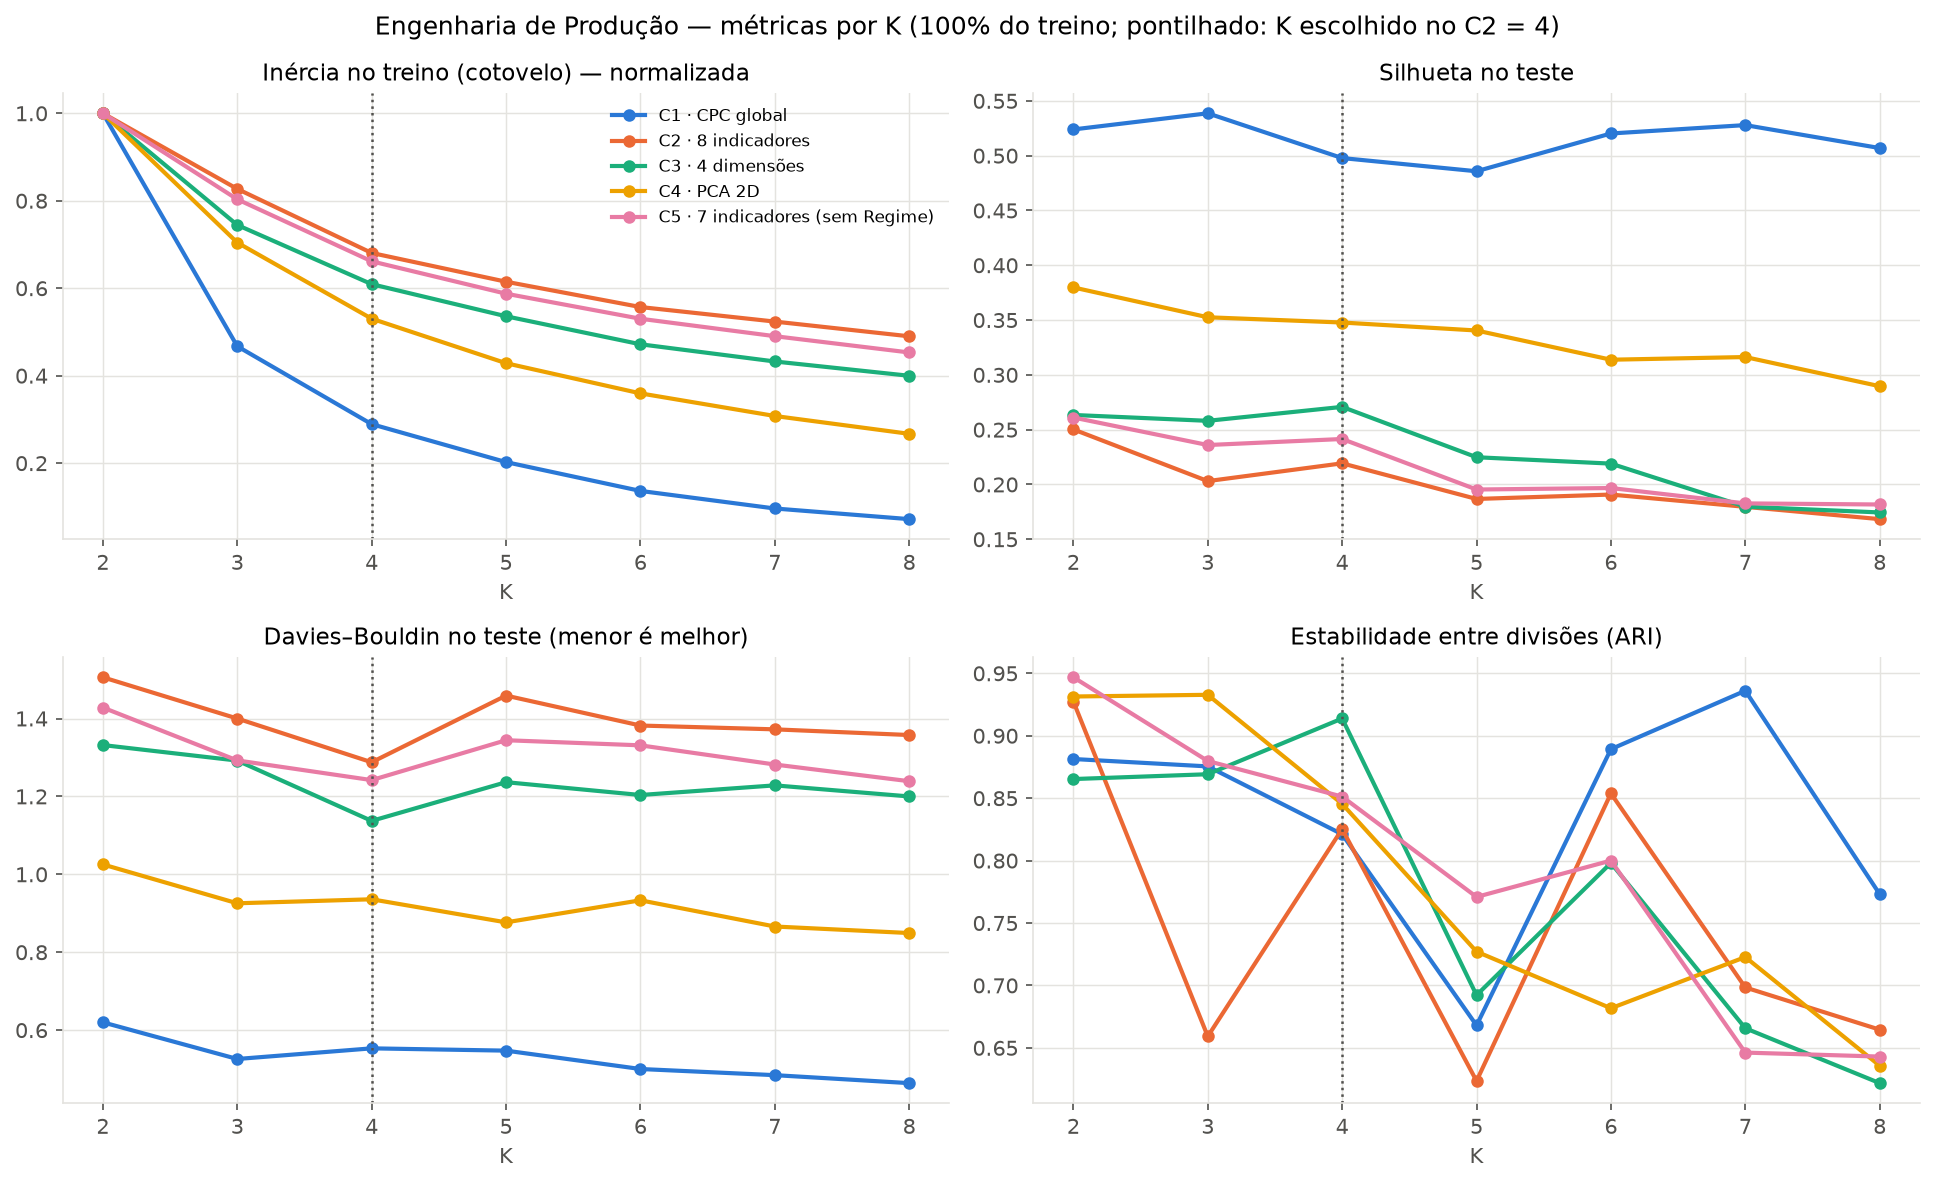 Engenharia de Produção — métricas por K (100% do treino; pontilhado: K escolhido no C2 = 4)
Inércia no treino (cotovelo) — normalizada
1.0
0.8
0.6
0.4
0.2
C1 · CPC global
C2 · 8 indicadores
C3 · 4 dimensões
C4 · PCA 2D
C5 · 7 indicadores (sem Regime)
2 3 4 5 6 7 8
K
Silhueta no teste
0.55
0.50
0.45
0.40
0.35
0.30
0.25
0.20
0.15
2 3 4 5 6 7 8
K
Davies–Bouldin no teste (menor é melhor)
1.4
1.2
1.0
0.8
0.6
2 3 4 5 6 7 8
K
Estabilidade entre divisões (ARI)
0.95
0.90
0.85
0.80
0.75
0.70
0.65
2 3 4 5 6 7 8
K